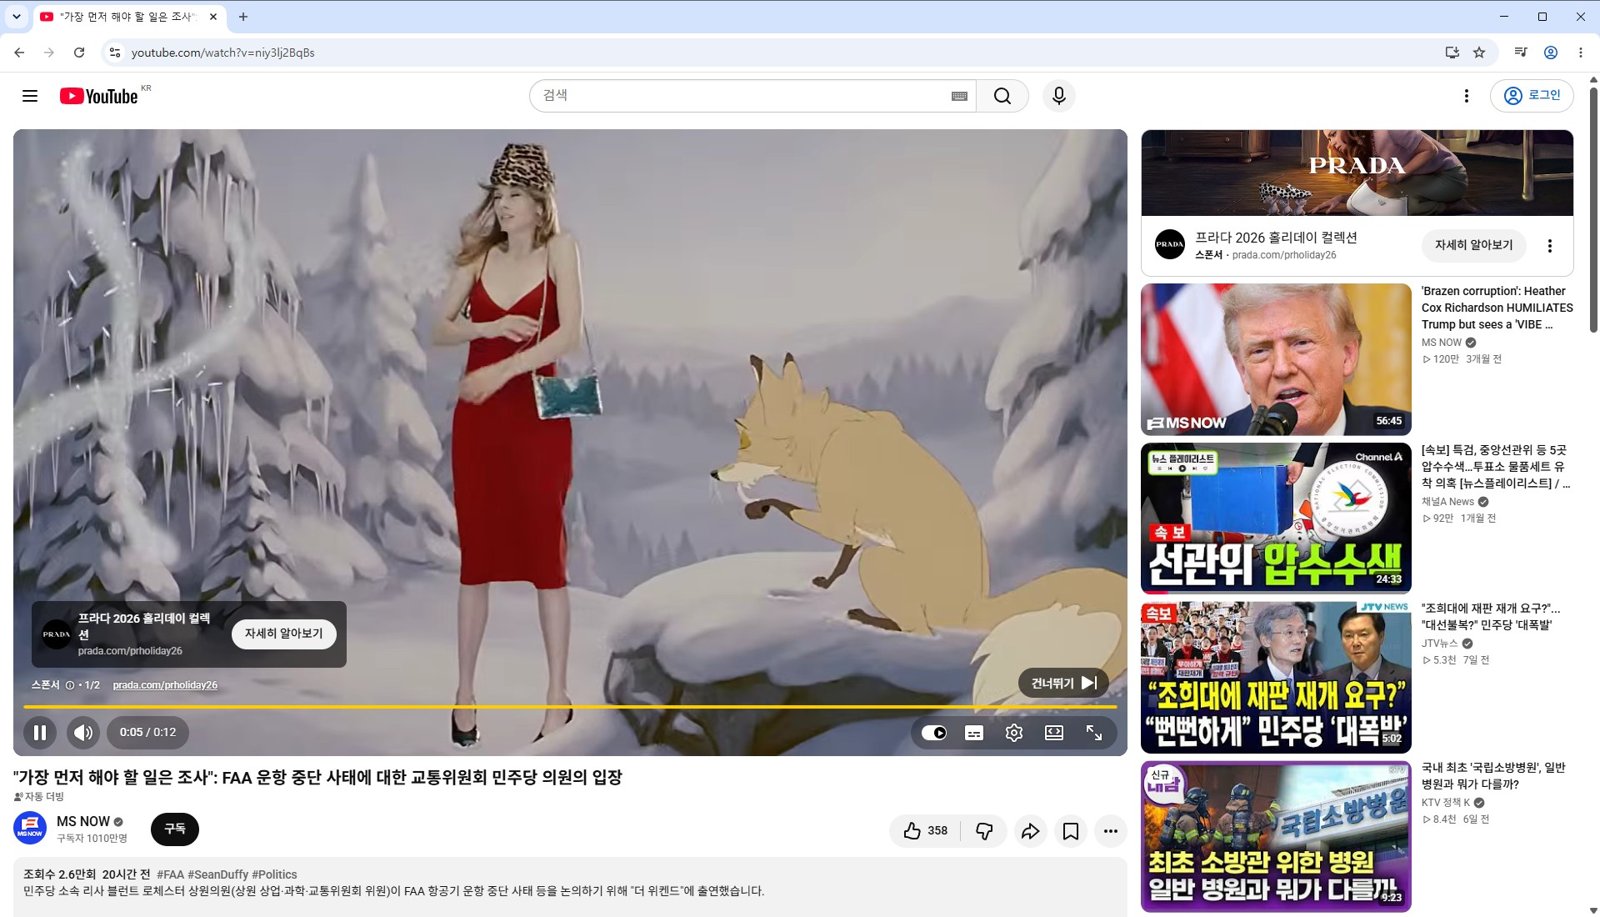 "가장 먼저 해야 할 일은 조사":
youtube.com/watch?v=niy3lj2BqBs
YouTube KR
검색
로그인
프라다 2026 홀리데이 컬렉
션
PRADA
prada.com/prholiday26
자세히 알아보기
스폰서 • 1/2 prada.com/prholiday26
건너뛰기
0:05 / 0:12
"가장 먼저 해야 할 일은 조사": FAA 운항 중단 사태에 대한 교통위원회 민주당 의원의 입장
자동 더빙
MS NOW
MS NOW
구독자 1010만명
구독
358
조회수 2.6만회 20시간 전 #FAA #SeanDuffy #Politics
민주당 소속 리사 블런트 로체스터 상원의원(상원 상업·과학·교통위원회 위원)이 FAA 항공기 운항 중단 사태 등을 논의하기 위해 "더 위켄드"에 출연했습니다.
PRADA
PRADA
프라다 2026 홀리데이 컬렉션
스폰서 · prada.com/prholiday26
자세히 알아보기
MS NOW
56:45
'Brazen corruption': Heather
Cox Richardson HUMILIATES
Trump but sees a 'VIBE ...
MS NOW
120만 3개월 전
뉴스 플레이리스트
Channel A
NATIONAL ELECTION COMMISSION
중앙선거관리위원회
속보
선관위 압수수색
24:33
[속보] 특검, 중앙선관위 등 5곳
압수수색...투표소 물품세트 유
착 의혹 [뉴스플레이리스트] / ...
채널A News
92만 1개월 전
속보
JTV NEWS
"조희대에 재판 재개 요구?"
"뻔뻔하게" 민주당 '대폭발'
5:02
"조희대에 재판 재개 요구?"...
"대선불복?" 민주당 '대폭발'
JTV뉴스
5.3천 7일 전
신규
국립소방병원
최초 소방관 위한 병원
일반 병원과 뭐가 다를까
9:23
국내 최초 '국립소방병원', 일반
병원과 뭐가 다를까?
KTV 정책 K
8.4천 6일 전